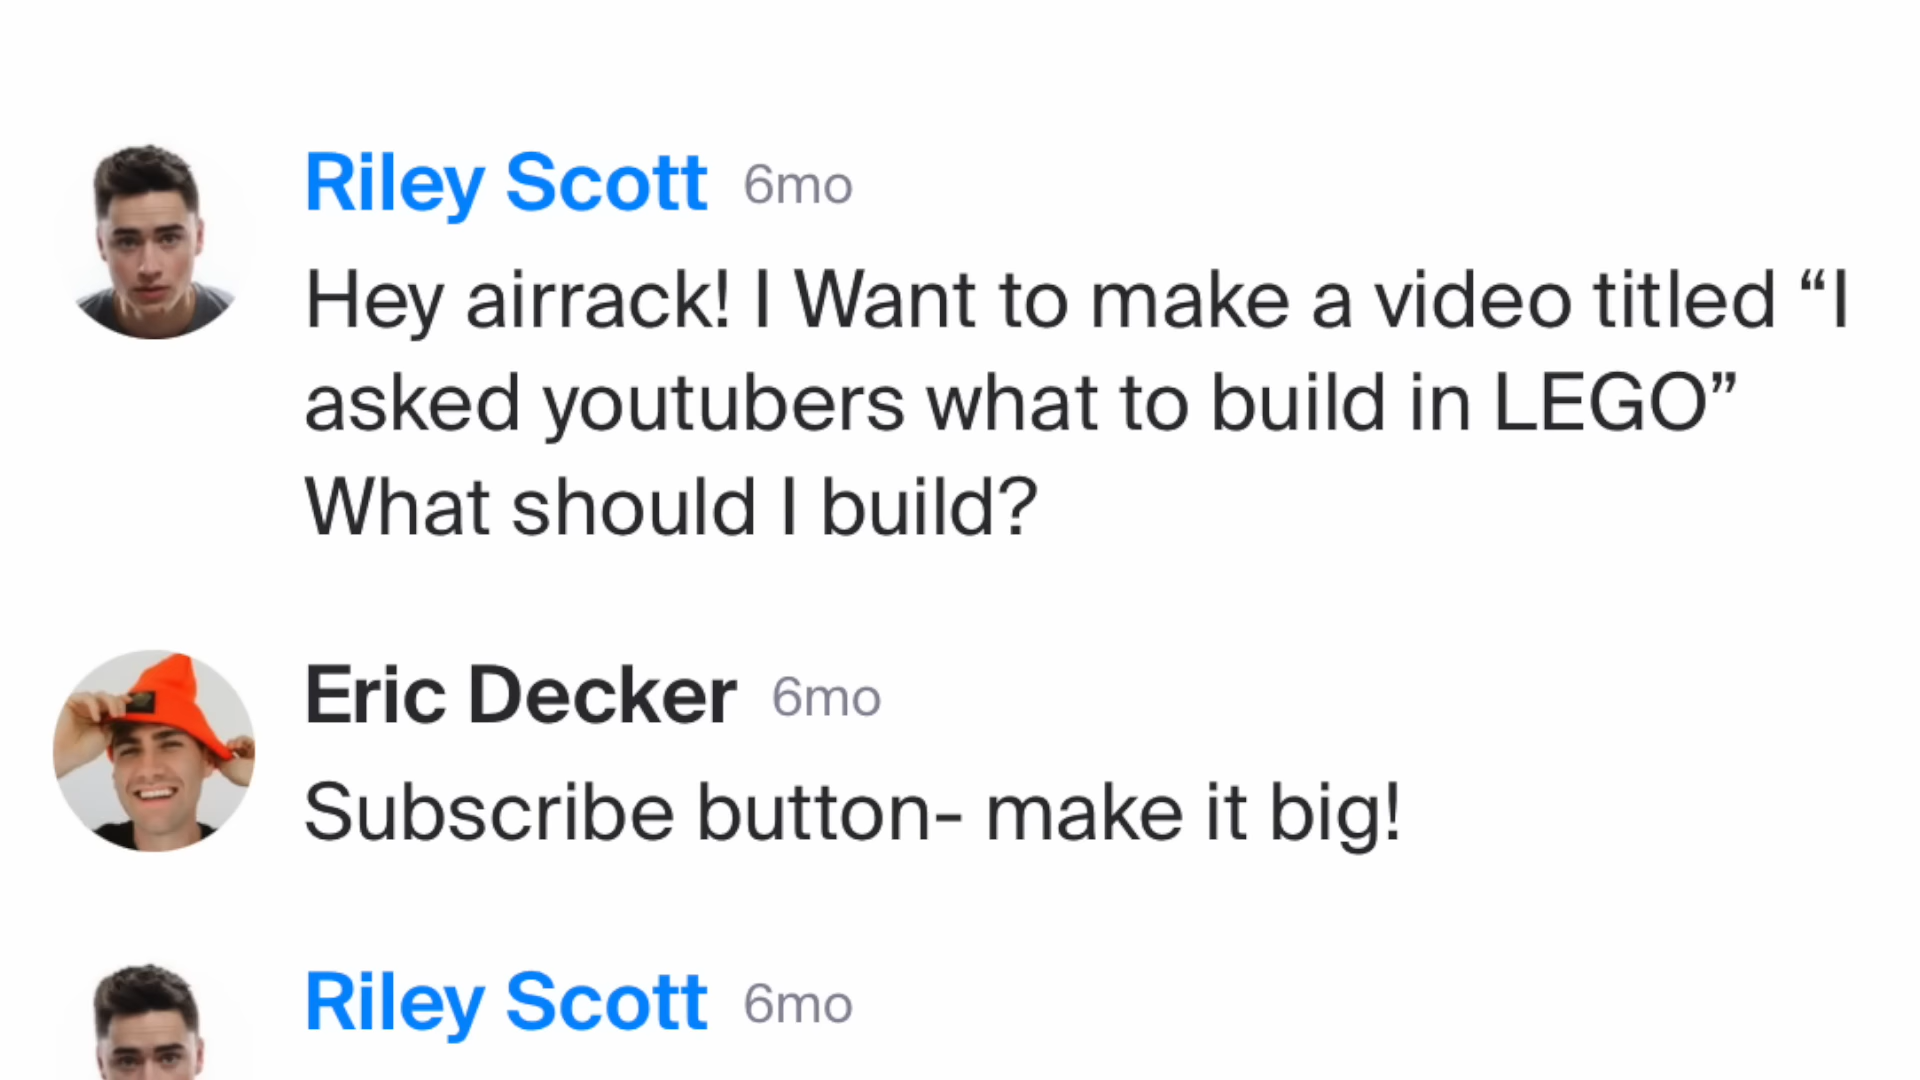 Riley Scott 6mo
Hey airrack! I Want to make a video titled “I
asked youtubers what to build in LEGO”
What should I build?
Eric Decker 6mo
Subscribe button- make it big!
Riley Scott 6mo